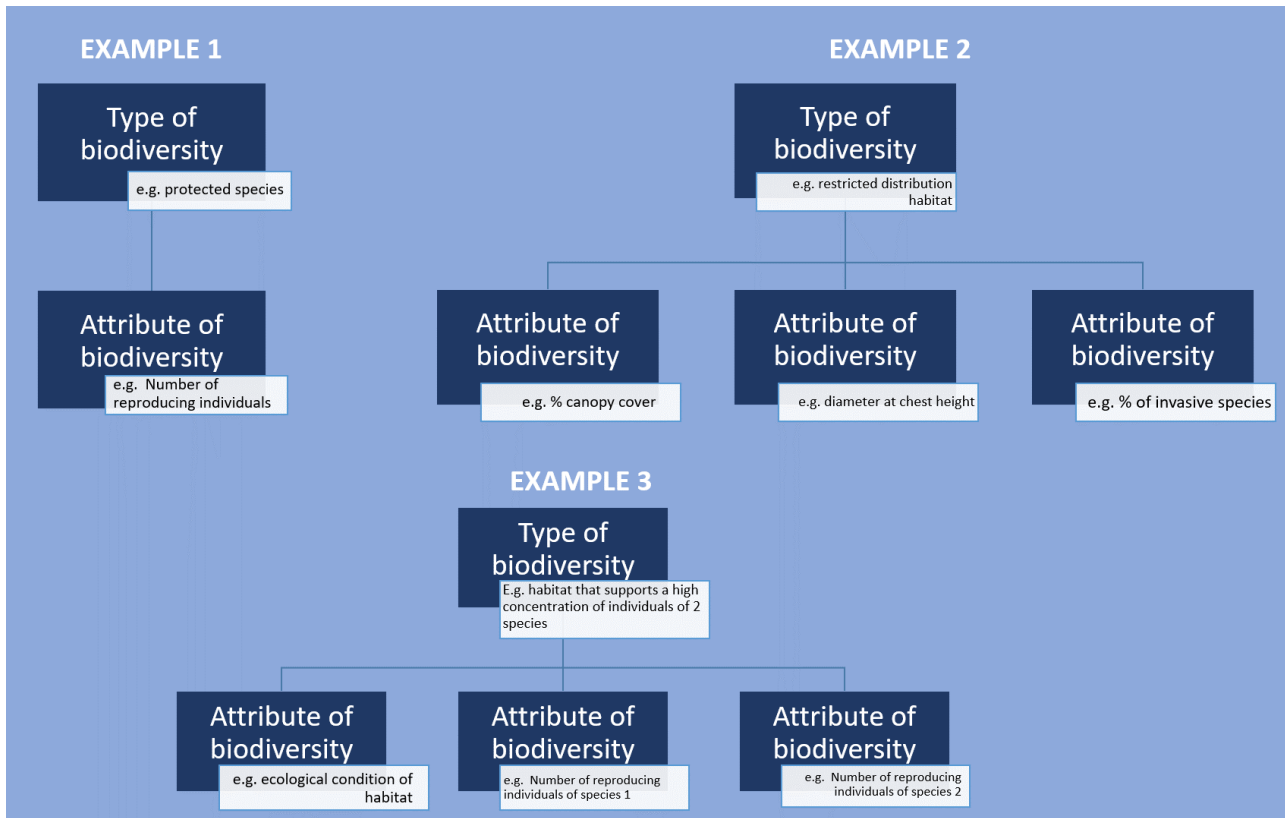 EXAMPLE 1
Type of
biodiversity
e.g. protected species
Attribute of
biodiversity
e.g.  Number of
reproducing individuals
EXAMPLE 2
Type of
biodiversity
e.g. restricted distribution
habitat
Attribute of
biodiversity
e.g. % canopy cover
Attribute of
biodiversity
e.g. diameter at chest height
Attribute of
biodiversity
e.g. % of invasive species
EXAMPLE 3
Type of
biodiversity
E.g. habitat that supports a high
concentration of individuals of 2
species
Attribute of
biodiversity
e.g. ecological condition of
habitat
Attribute of
biodiversity
e.g.  Number of reproducing
individuals of species 1
Attribute of
biodiversity
e.g.  Number of reproducing
individuals of species 2